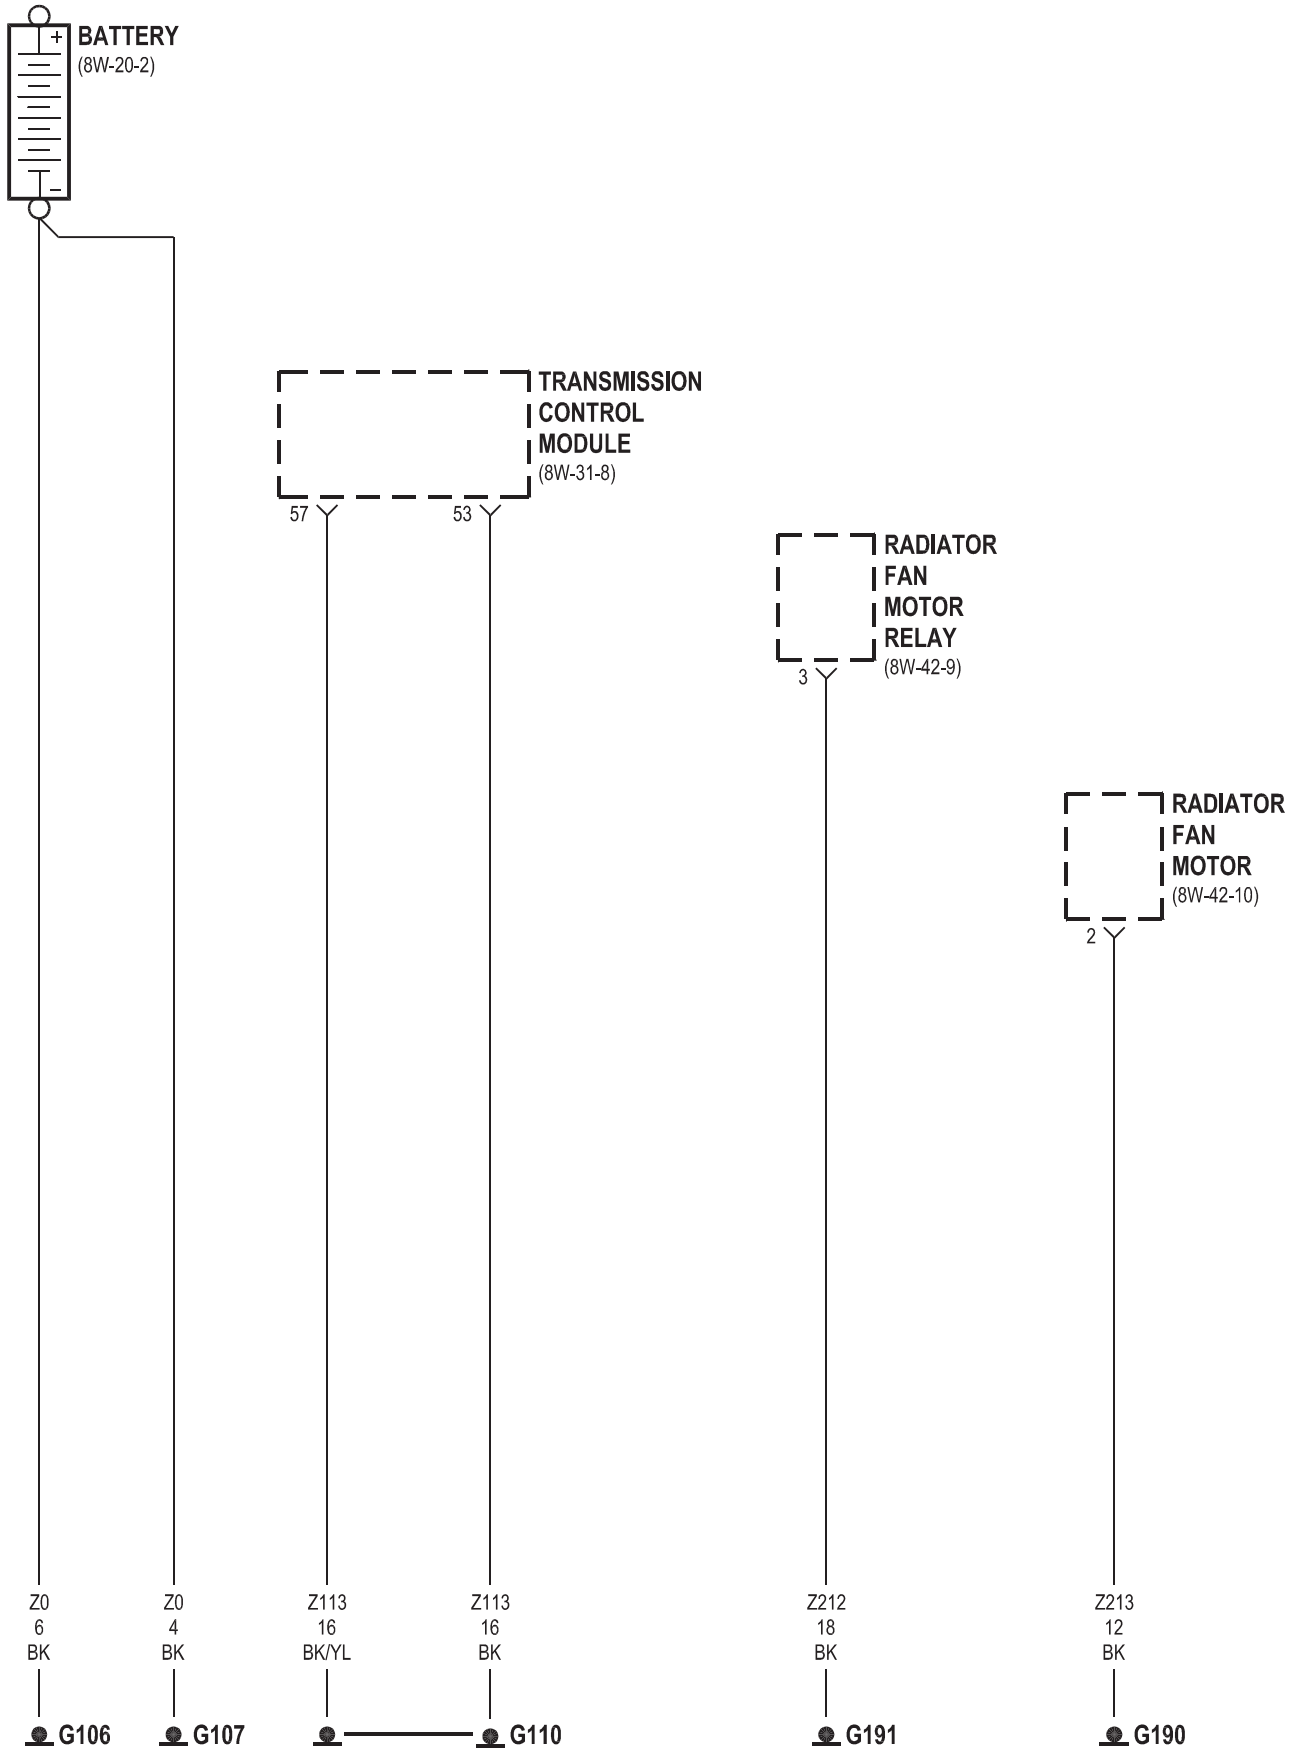 +
BATTERY
(8W-20-2)
–
TRANSMISSION
CONTROL
MODULE
(8W-31-8)
57
53
RADIATOR
FAN
MOTOR
RELAY
(8W-42-9)
3
RADIATOR
FAN
MOTOR
(8W-42-10)
2
Z0
6
BK
Z0
4
BK
Z113
16
BK/YL
Z113
16
BK
Z212
18
BK
Z213
12
BK
G106
G107
G110
G191
G190